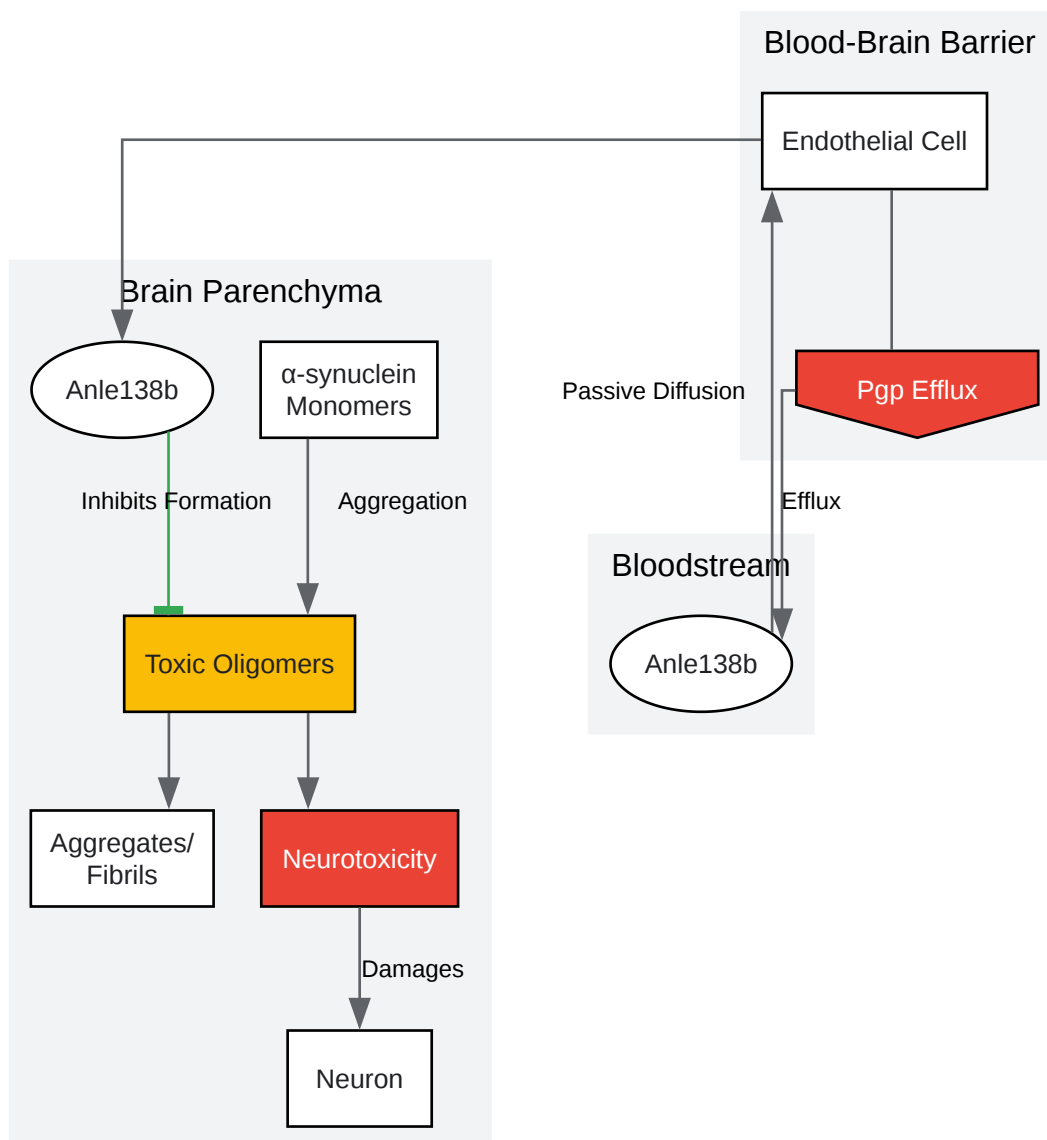 Blood-Brain Barrier
Endothelial Cell
Brain Parenchyma
Anle138b
α-synuclein
Monomers
Passive Diffusion
Pgp Efflux
Inhibits Formation
Aggregation
Efflux
Bloodstream
Toxic Oligomers
Anle138b
Aggregates/
Fibrils
Neurotoxicity
Damages
Neuron